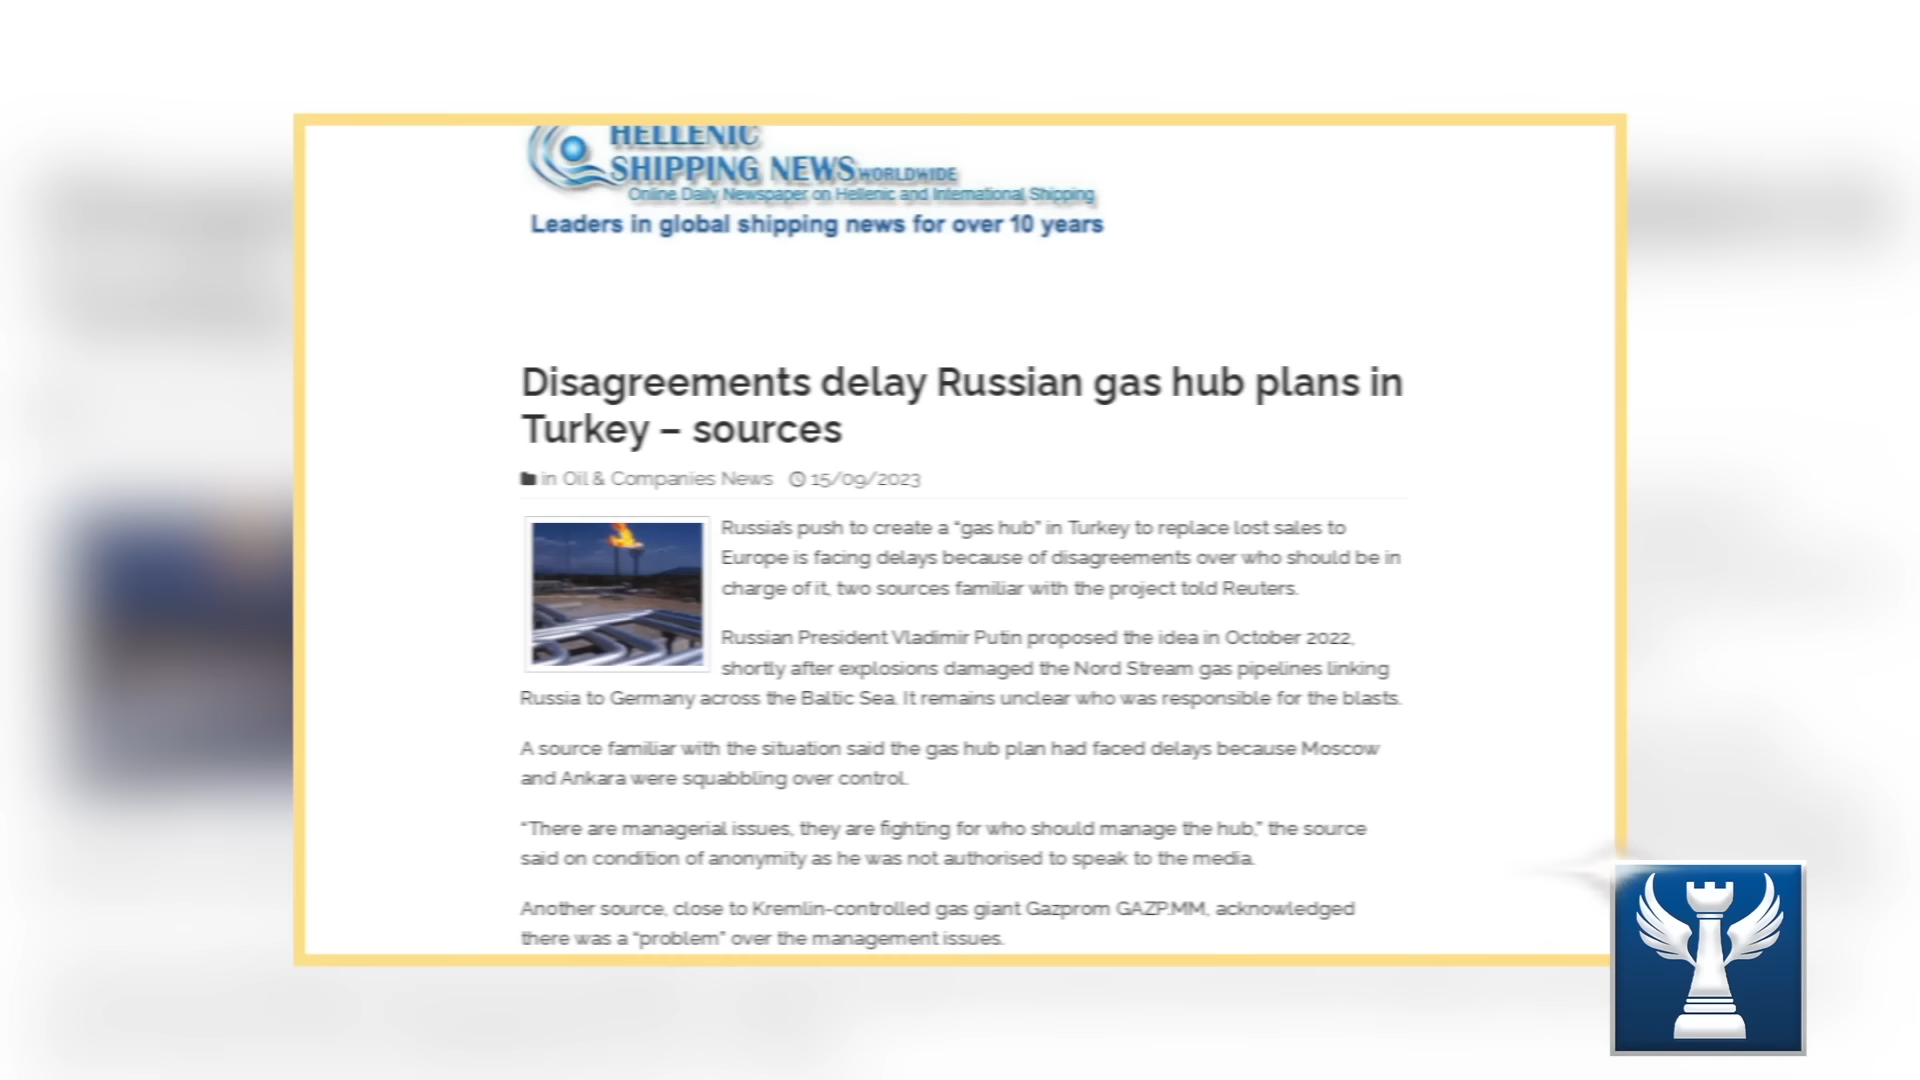 HELLENIC
SHIPPING NEWS WORLDWIDE
Online Daily Newspaper on Hellenic and International Shipping
Leaders in global shipping news for over 10 years
Disagreements delay Russian gas hub plans in
Turkey – sources
in Oil & Companies News 15/09/2023
Russia's push to create a “gas hub” in Turkey to replace lost sales to
Europe is facing delays because of disagreements over who should be in
charge of it, two sources familiar with the project told Reuters.
Russian President Vladimir Putin proposed the idea in October 2022,
shortly after explosions damaged the Nord Stream gas pipelines linking
Russia to Germany across the Baltic Sea. It remains unclear who was responsible for the blasts.
A source familiar with the situation said the gas hub plan had faced delays because Moscow
and Ankara were squabbling over control.
“There are managerial issues, they are fighting for who should manage the hub,” the source
said on condition of anonymity as he was not authorised to speak to the media.
Another source, close to Kremlin-controlled gas giant Gazprom GAZP.MM, acknowledged
there was a “problem” over the management issues.